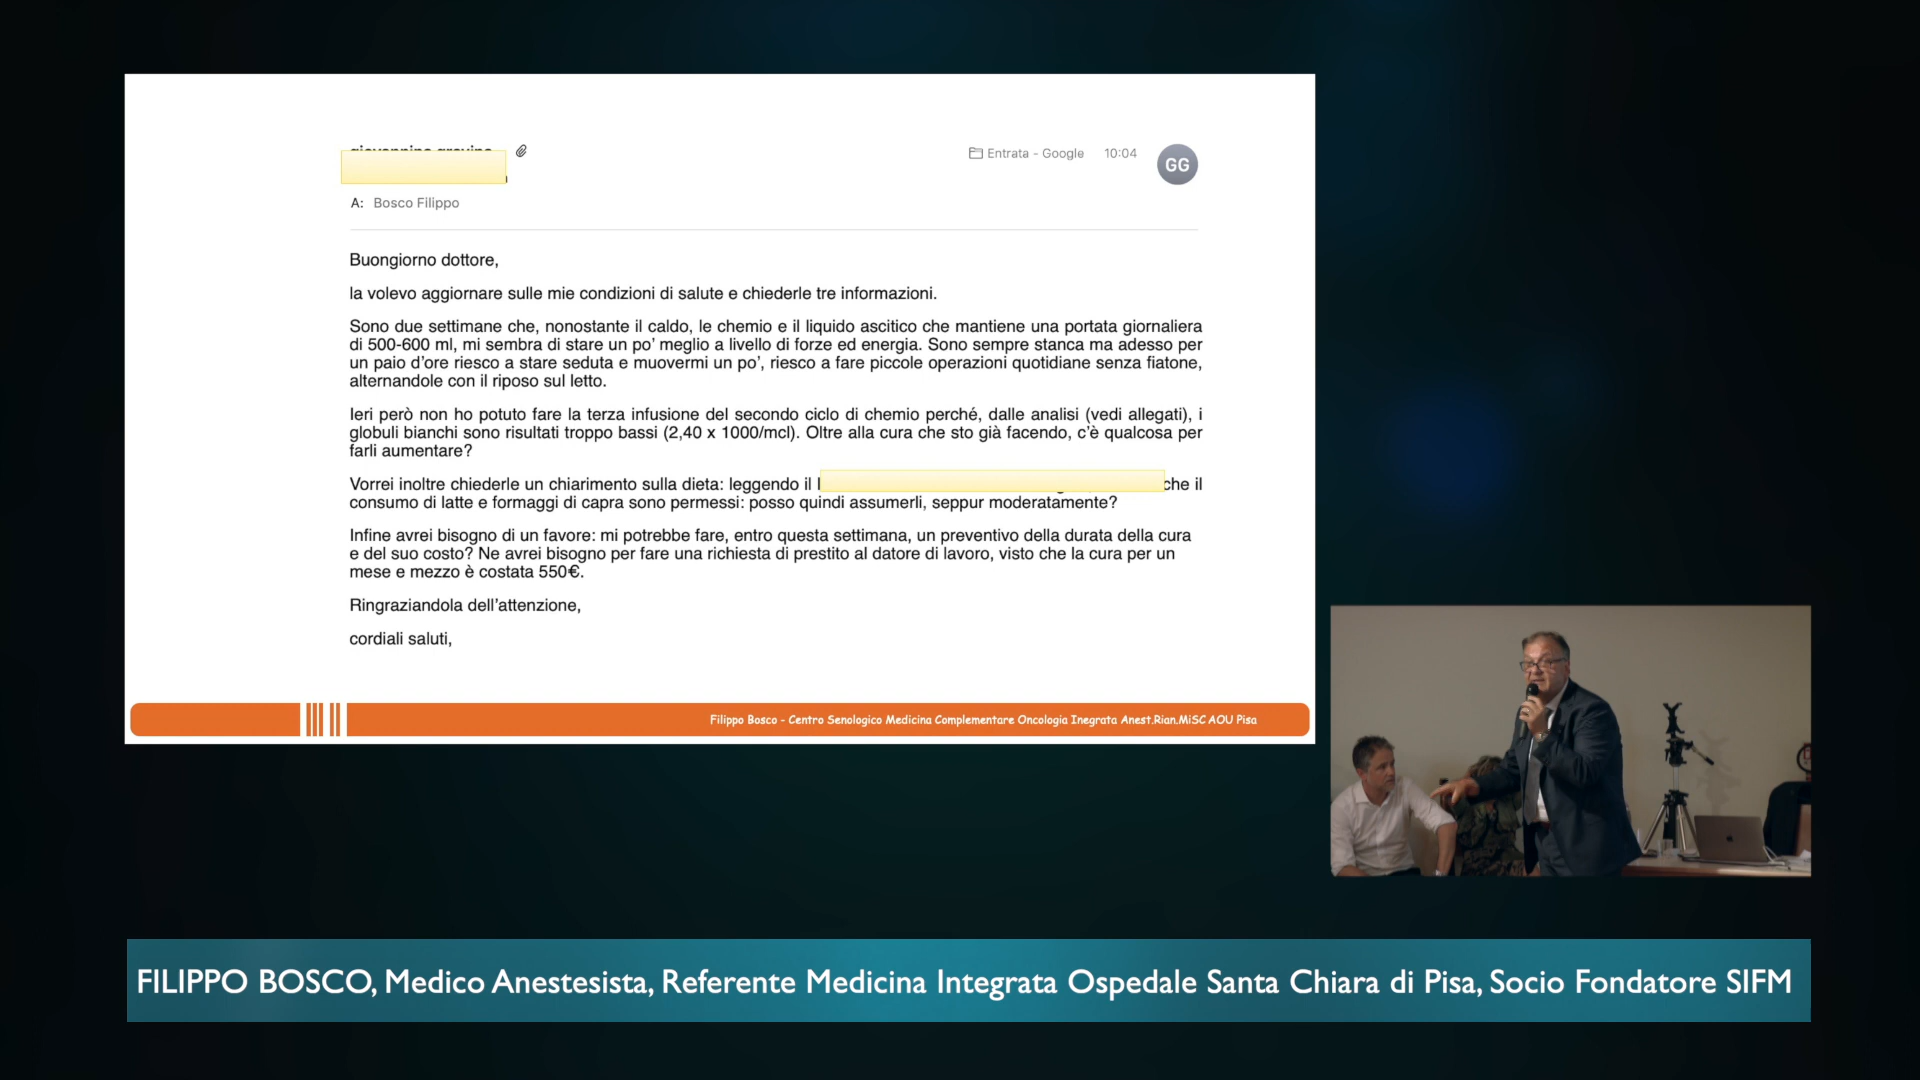 Entrata - Google 10:04 GG
A: Bosco Filippo
Buongiorno dottore,
la volevo aggiornare sulle mie condizioni di salute e chiederle tre informazioni.
Sono due settimane che, nonostante il caldo, le chemio e il liquido ascitico che mantiene una portata giornaliera
di 500-600 ml, mi sembra di stare un po' meglio a livello di forze ed energia. Sono sempre stanca ma adesso per
un paio d'ore riesco a stare seduta e muovermi un po', riesco a fare piccole operazioni quotidiane senza fiatone,
alternandole con il riposo sul letto.
Ieri però non ho potuto fare la terza infusione del secondo ciclo di chemio perché, dalle analisi (vedi allegati), i
globuli bianchi sono risultati troppo bassi (2,40 x 1000/mcl). Oltre alla cura che sto già facendo, c'è qualcosa per
farli aumentare?
Vorrei inoltre chiederle un chiarimento sulla dieta: leggendo il che il
consumo di latte e formaggi di capra sono permessi: posso quindi assumerli, seppur moderatamente?
Infine avrei bisogno di un favore: mi potrebbe fare, entro questa settimana, un preventivo della durata della cura
e del suo costo? Ne avrei bisogno per fare una richiesta di prestito al datore di lavoro, visto che la cura per un
mese e mezzo è costata 550€.
Ringraziandola dell'attenzione,
cordiali saluti,
Filippo Bosco - Centro Senologico Medicina Complementare Oncologia Inegrata Anest.Rian.MiSC AOU Pisa
FILIPPO BOSCO, Medico Anestesista, Referente Medicina Integrata Ospedale Santa Chiara di Pisa, Socio Fondatore SIFM